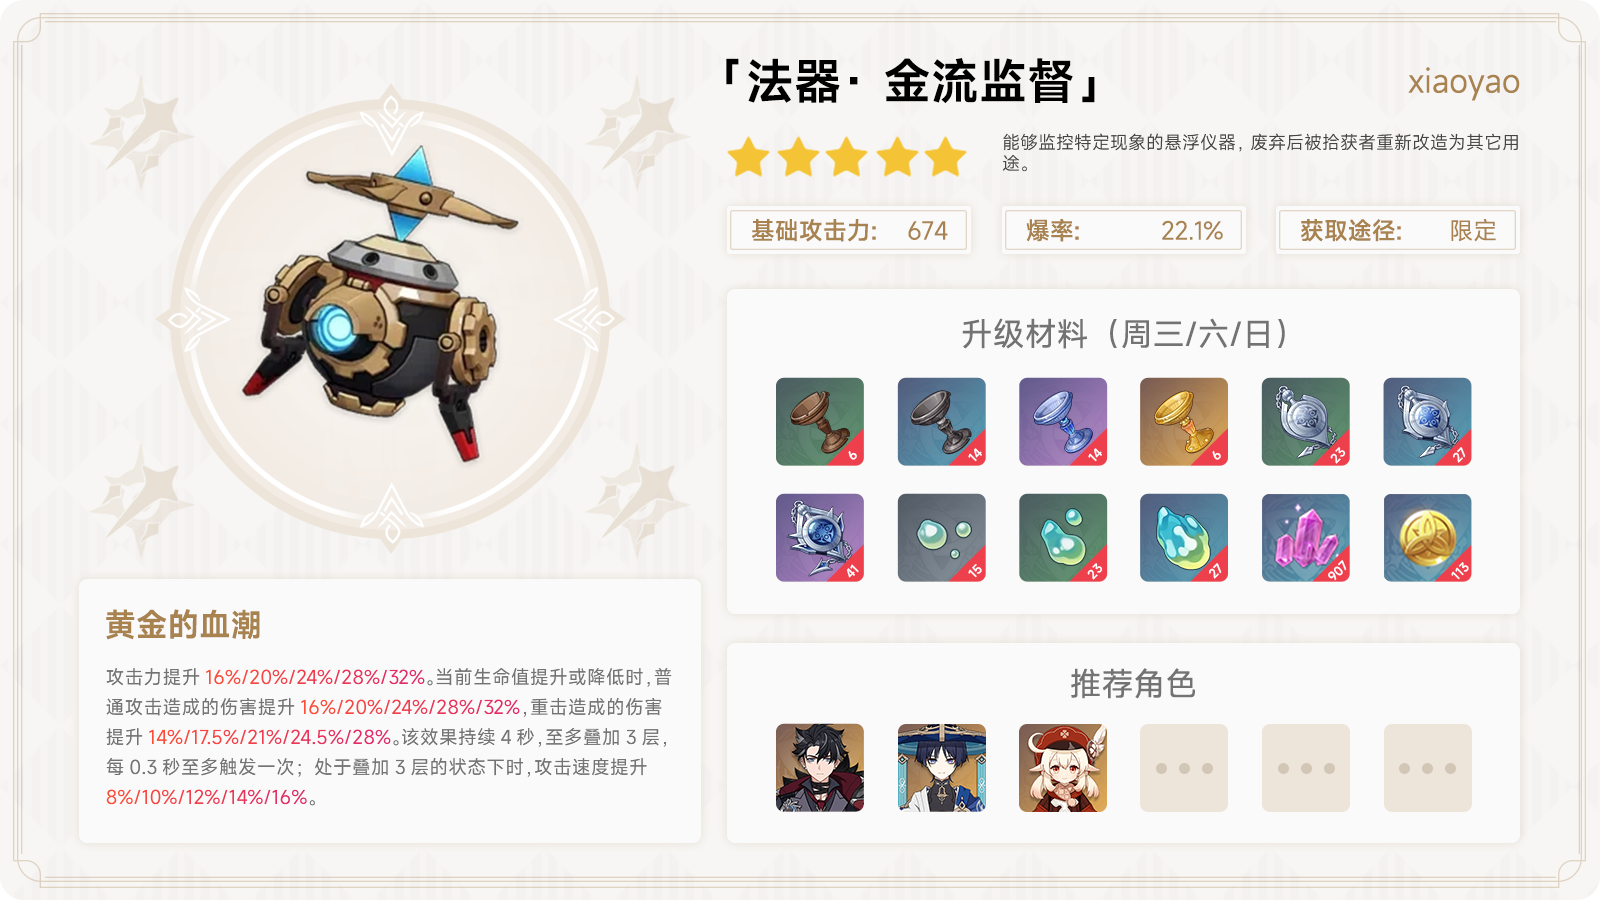 「法器· 金流监督」
xiaoyao
能够监控特定现象的悬浮仪器，废弃后被拾获者重新改造为其它用
途。
基础攻击力: 674
爆率: 22.1%
获取途径: 限定
升级材料（周三/六/日）
6 14 14 6 23 27
41 15 23 27 907 113
黄金的血潮
攻击力提升 16%/20%/24%/28%/32%。当前生命值提升或降低时,普
通攻击造成的伤害提升 16%/20%/24%/28%/32%,重击造成的伤害
提升 14%/17.5%/21%/24.5%/28%。该效果持续 4 秒,至多叠加 3 层,
每 0.3 秒至多触发一次；处于叠加 3 层的状态下时,攻击速度提升
8%/10%/12%/14%/16%。
推荐角色